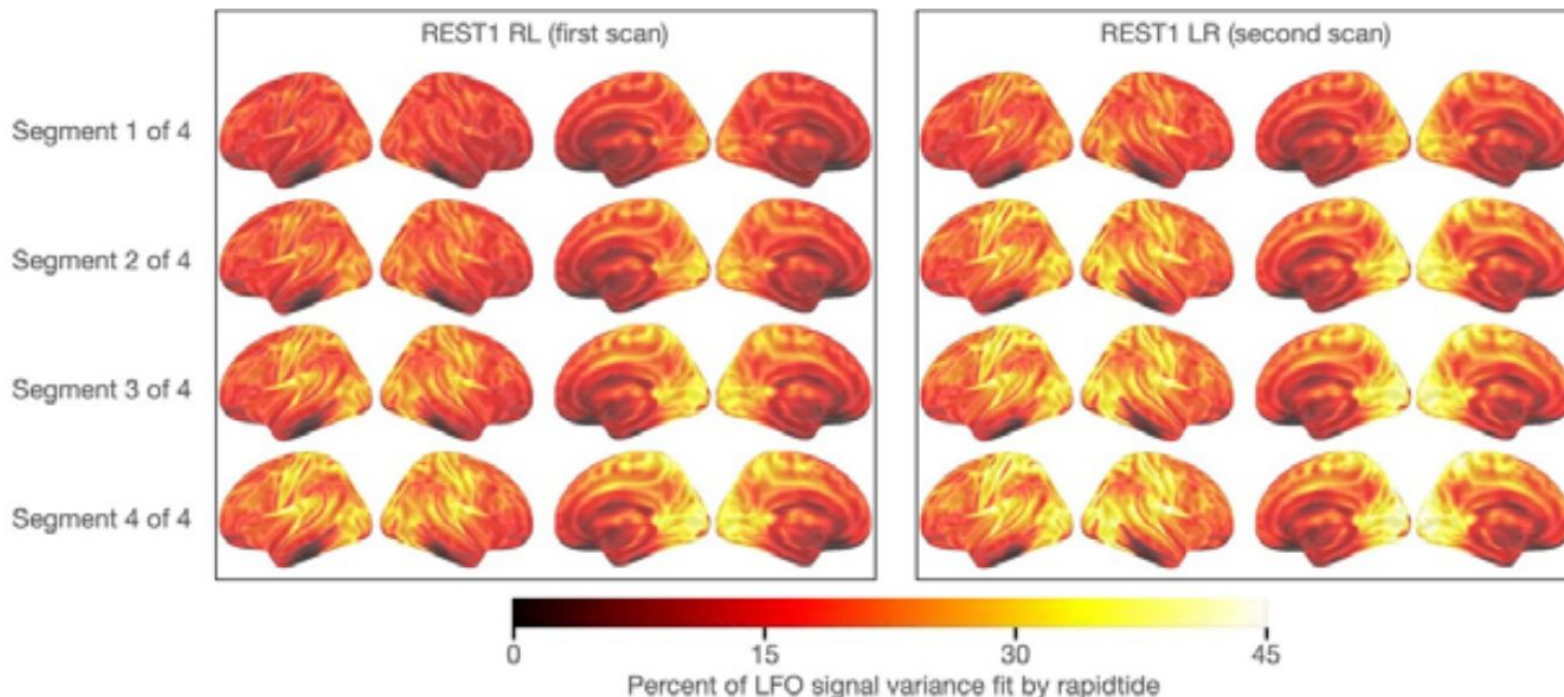 REST1 RL (first scan)
REST1 LR (second scan)
Segment 1 of 4
Segment 2 of 4
Segment 3 of 4
Segment 4 of 4
0
15
30
45
Percent of LFO signal variance fit by rapidtide